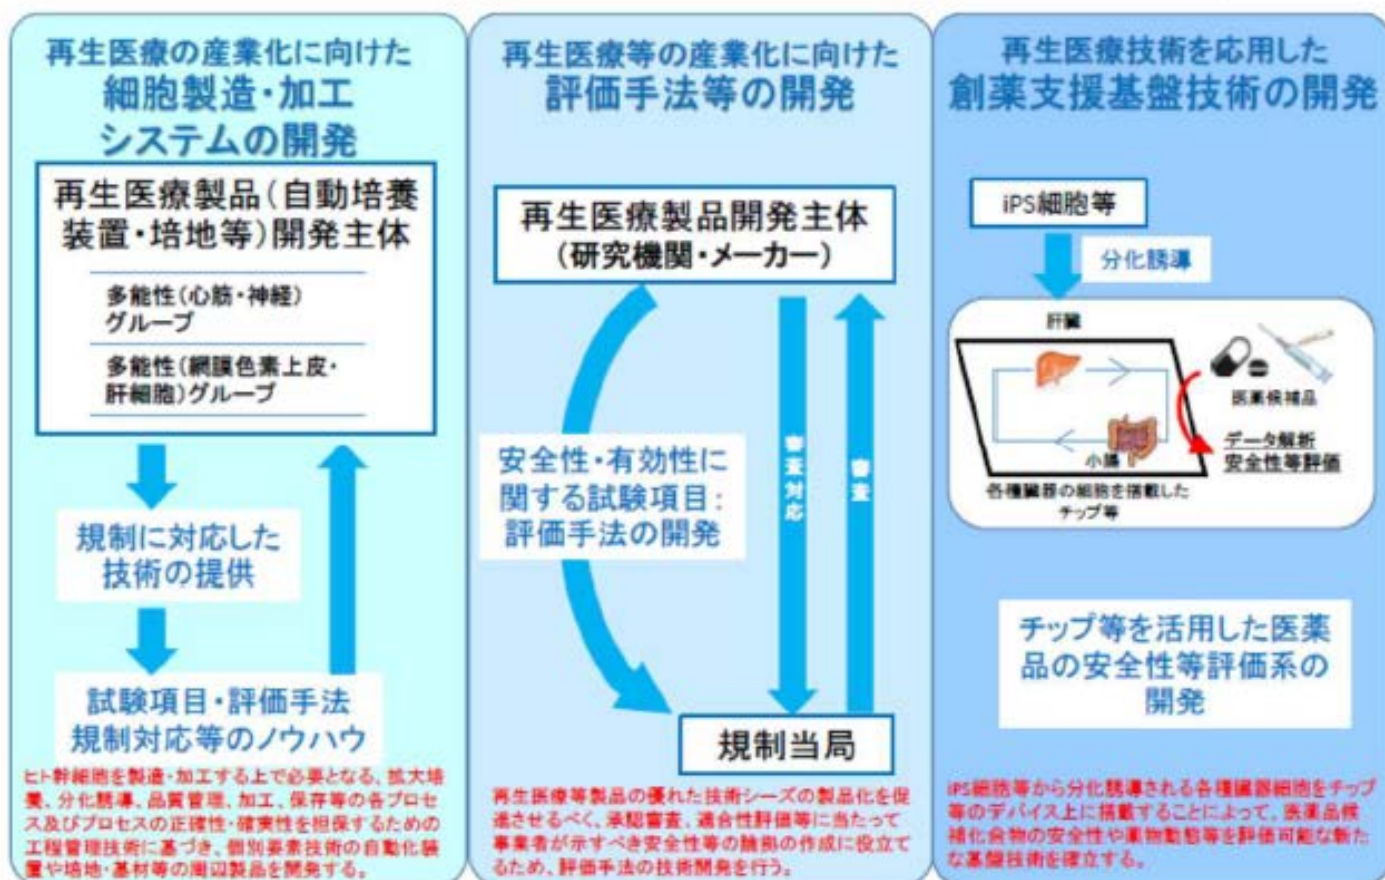 再生医療の産業化に向けた
細胞製造・加工
システムの開発
再生医療製品(自動培養
装置・培地等)開発主体
多能性(心筋・神経)
グループ
多能性(網膜色素上皮・
肝細胞)グループ
規制に対応した
技術の提供
試験項目・評価手法
規制対応等のノウハウ
ヒト幹細胞を製造・加工する上で必要となる、拡大培
養、分化誘導、品質管理、加工、保存等の各プロセ
ス及びプロセスの正確性・確実性を担保するための
工程管理技術に基づき、個別要素技術の自動化装
置や培地・基材等の周辺製品を開発する。
再生医療等の産業化に向けた
評価手法等の開発
再生医療製品開発主体
(研究機関・メーカー)
安全性・有効性に
関する試験項目:
評価手法の開発
審査対応
審査
規制当局
再生医療等製品の優れた技術シーズの製品化を促
進させるべく、承認審査、適合性評価等に当たって
事業者が示すべき安全性等の論拠の作成に役立て
るため、評価手法の技術開発を行う。
再生医療技術を応用した
創薬支援基盤技術の開発
iPS細胞等
分化誘導
肝臓
小腸
医薬候補品
データ解析
安全性等評価
各種臓器の細胞を搭載した
チップ等
チップ等を活用した医薬
品の安全性等評価系の
開発
iPS細胞等から分化誘導される各種臓器細胞をチップ
等のデバイス上に搭載することによって、医薬品候
補化合物の安全性や薬物動態等を評価可能な新た
な基盤技術を確立する。